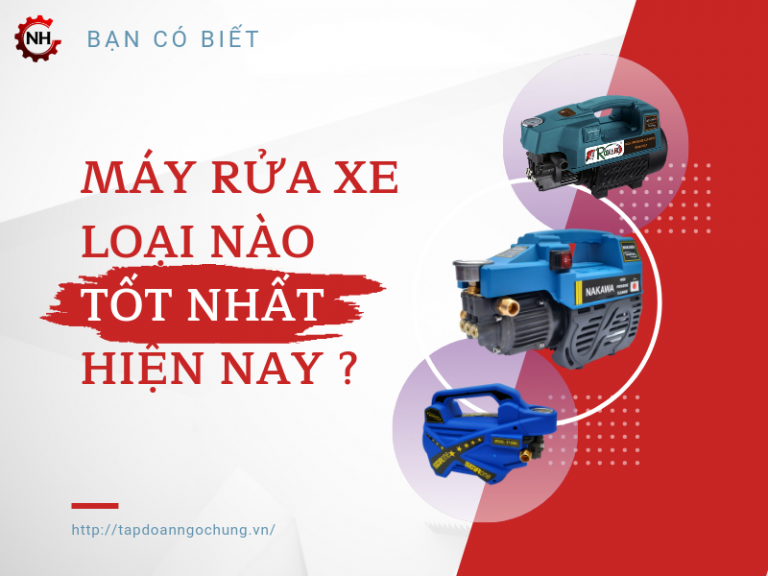 NH
BẠN CÓ BIẾT
MÁY RỬA XE
LOẠI NÀO
TỐT NHẤT
HIỆN NAY ?
NAKAWA
http://tapdoanngochung.vn/